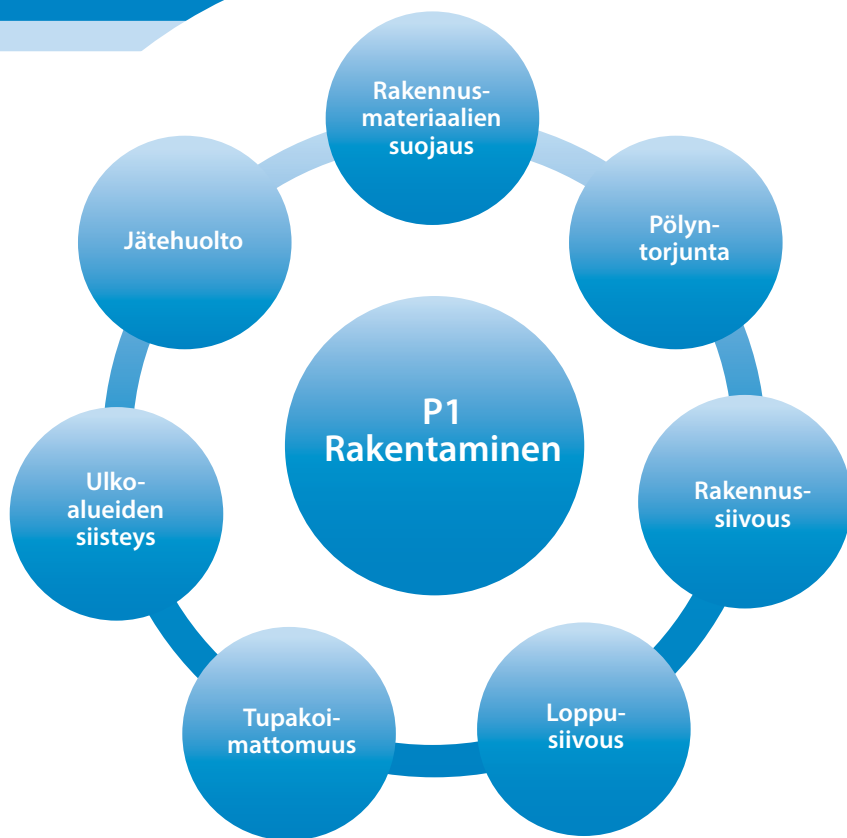 Rakennus-
materiaalien
suojaus
Pölyn-
torjunta
Jätehuolto
P1
Rakentaminen
Rakennus-
siivous
Ulko-
alueiden
siisteys
Loppu-
siivous
Tupakoi-
mattomuus